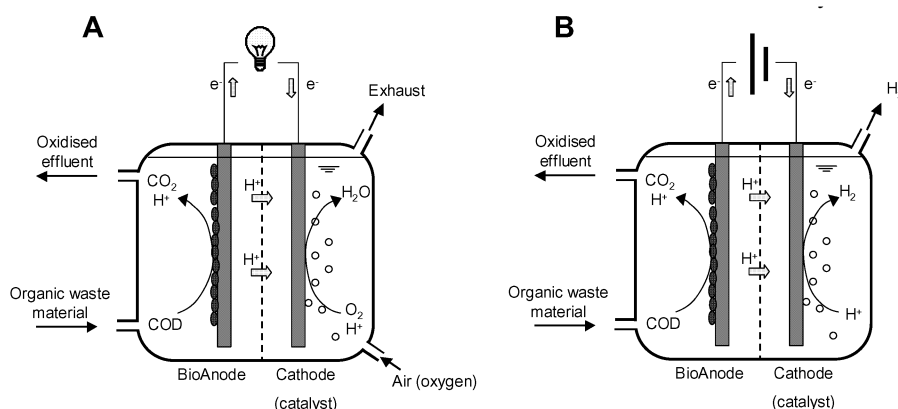 A
e-
e-
Exhaust
Oxidised
effluent
CO2
H+
H+
H2O
H+
Organic waste
material
COD
O2
H+
BioAnode
Cathode
(catalyst)
Air (oxygen)
B
e-
e-
H
Oxidised
effluent
CO2
H+
H+
H2
H+
Organic waste
material
COD
H+
BioAnode
Cathode
(catalyst)